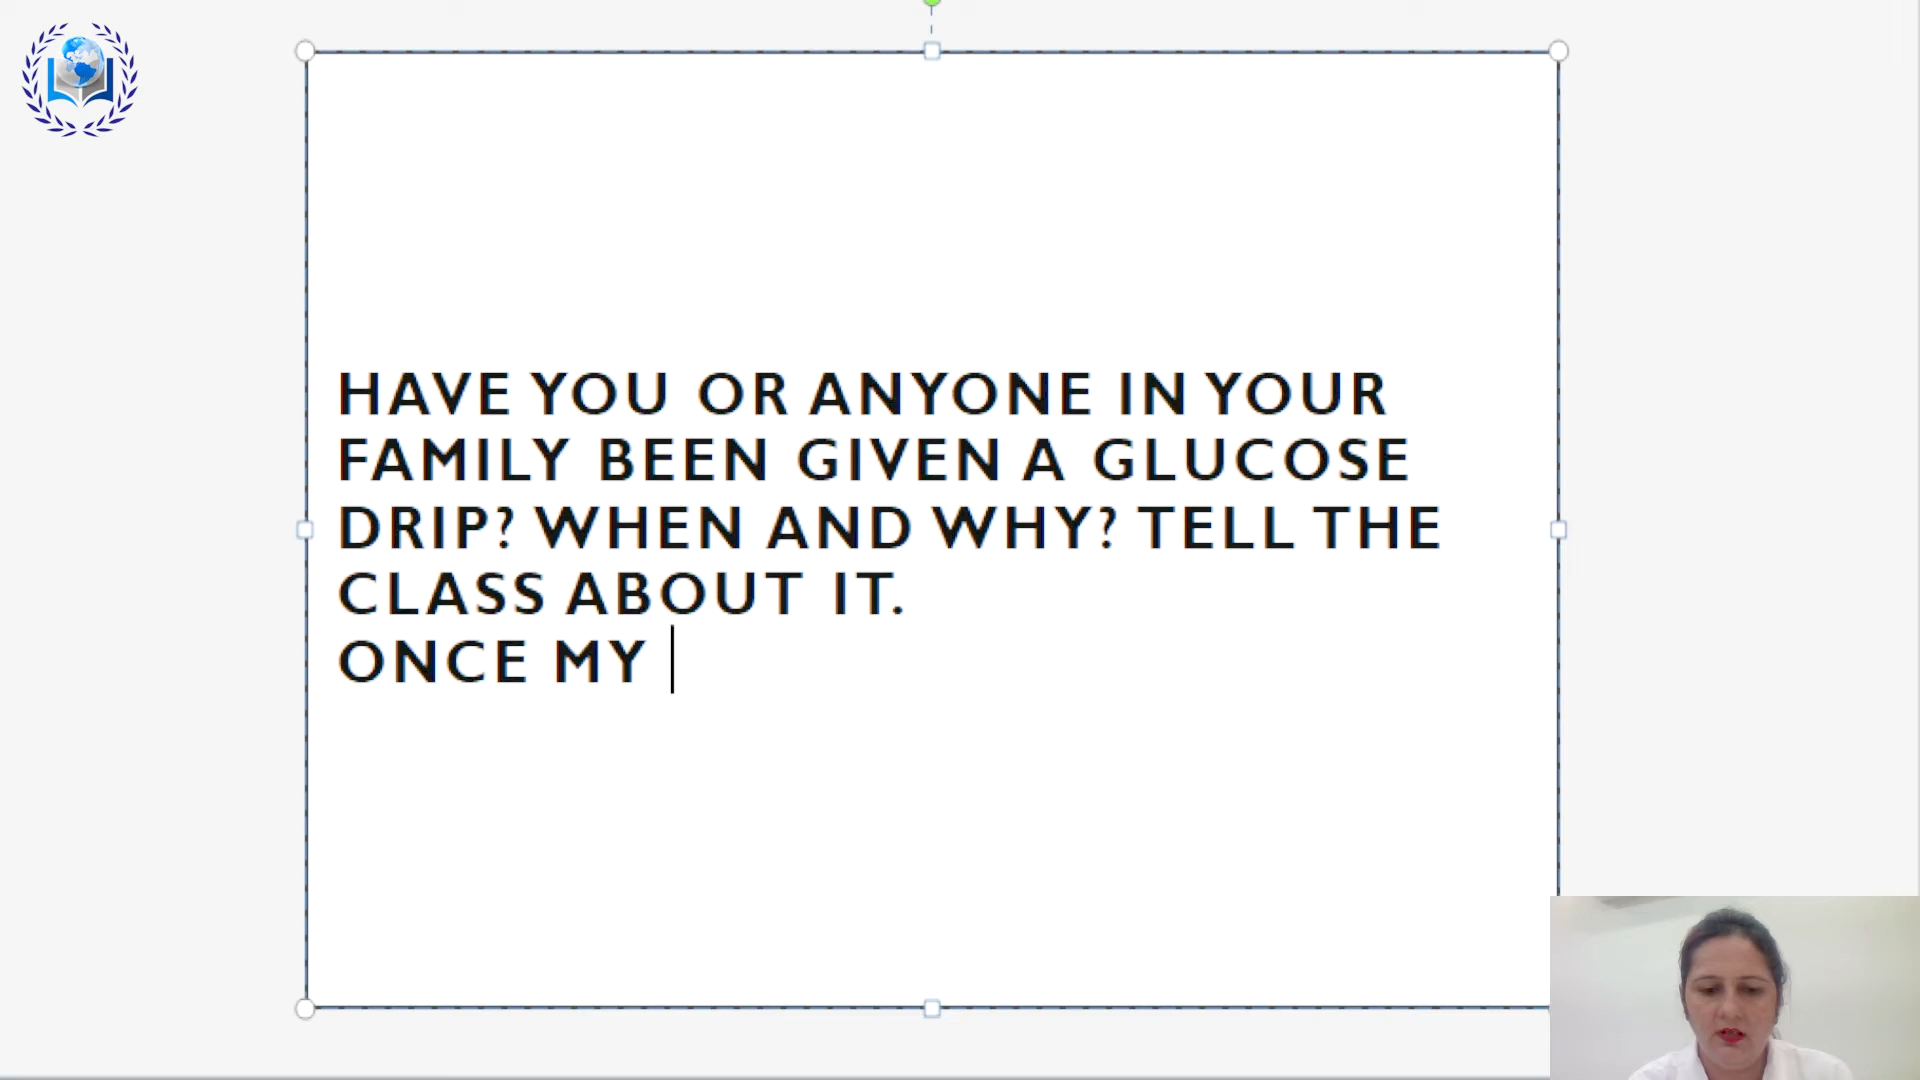 HAVE YOU OR ANYONE IN YOUR
FAMILY BEEN GIVEN A GLUCOSE
DRIP? WHEN AND WHY? TELL THE
CLASS ABOUT IT.
ONCE MY